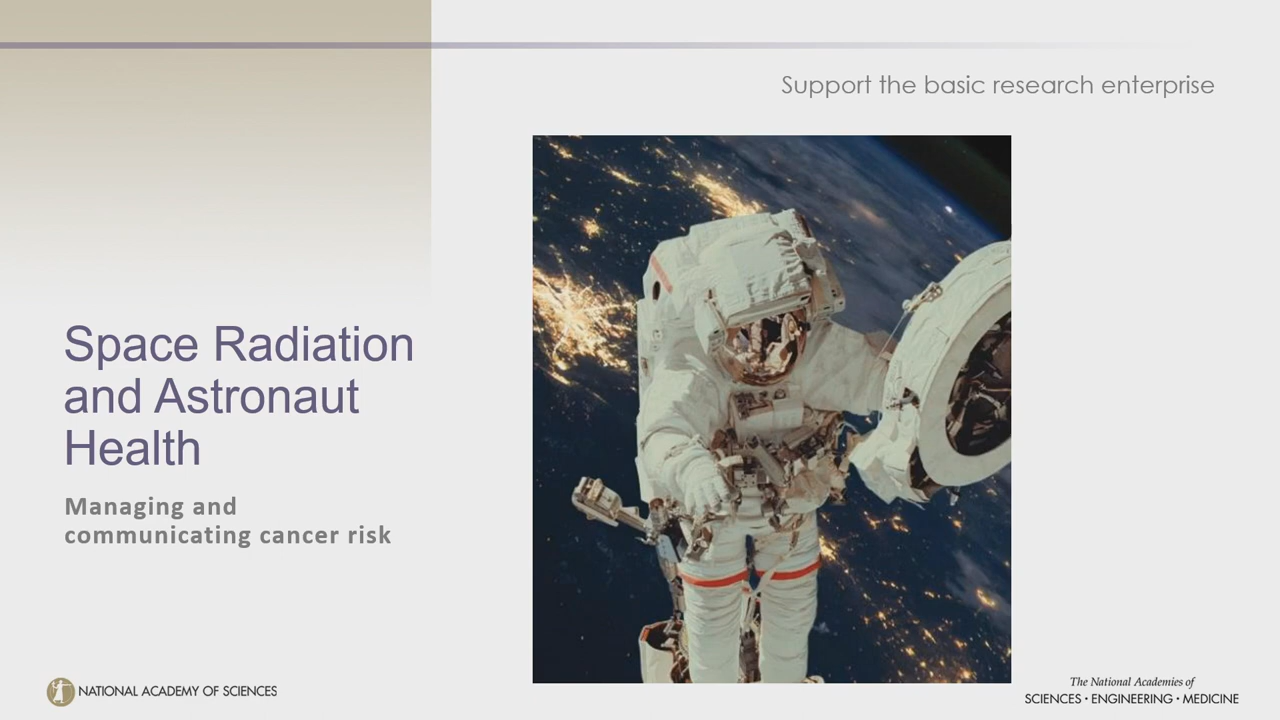 Support the basic research enterprise
Space Radiation
and Astronaut
Health
Managing and
communicating cancer risk
NATIONAL ACADEMY OF SCIENCES
The National Academies of
SCIENCES · ENGINEERING · MEDICINE